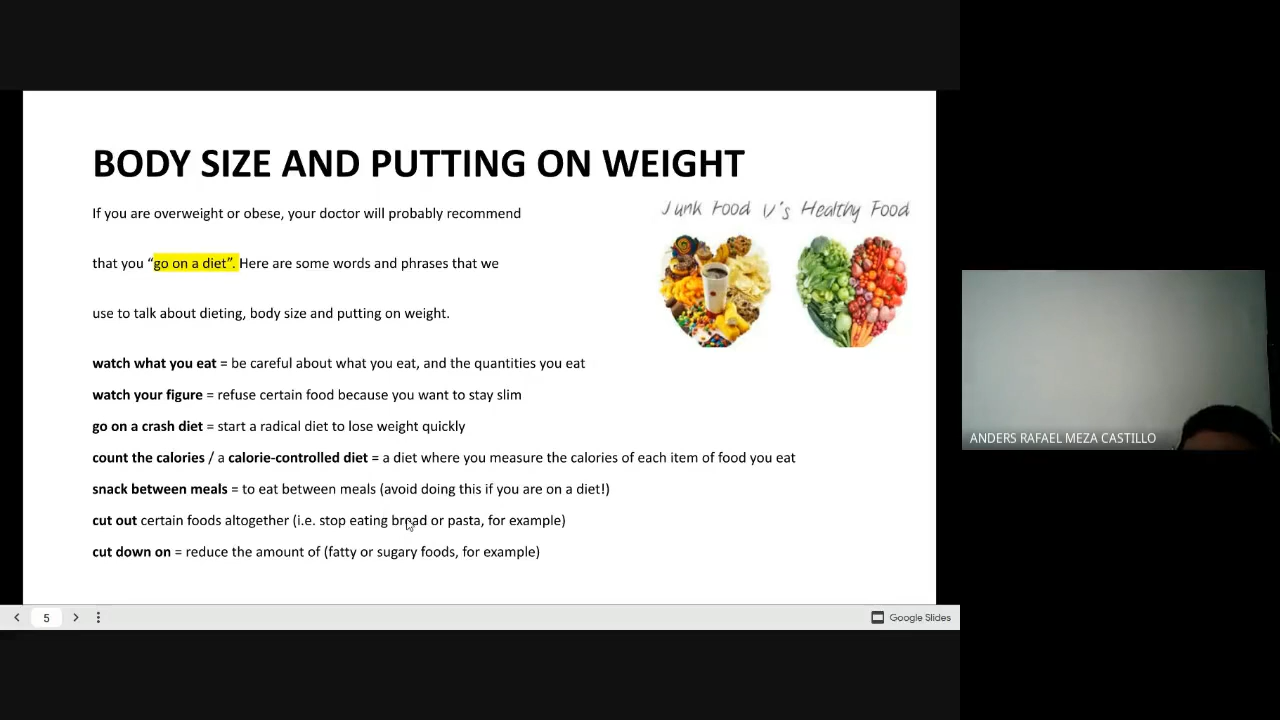 BODY SIZE AND PUTTING ON WEIGHT
If you are overweight or obese, your doctor will probably recommend
that you “go on a diet”. Here are some words and phrases that we
use to talk about dieting, body size and putting on weight.
Junk Food V's Healthy Food
watch what you eat = be careful about what you eat, and the quantities you eat
watch your figure = refuse certain food because you want to stay slim
go on a crash diet = start a radical diet to lose weight quickly
count the calories / a calorie-controlled diet = a diet where you measure the calories of each item of food you eat
snack between meals = to eat between meals (avoid doing this if you are on a diet!)
cut out certain foods altogether (i.e. stop eating bread or pasta, for example)
cut down on = reduce the amount of (fatty or sugary foods, for example)
5
Google Slides
ANDERS RAFAEL MEZA CASTILLO